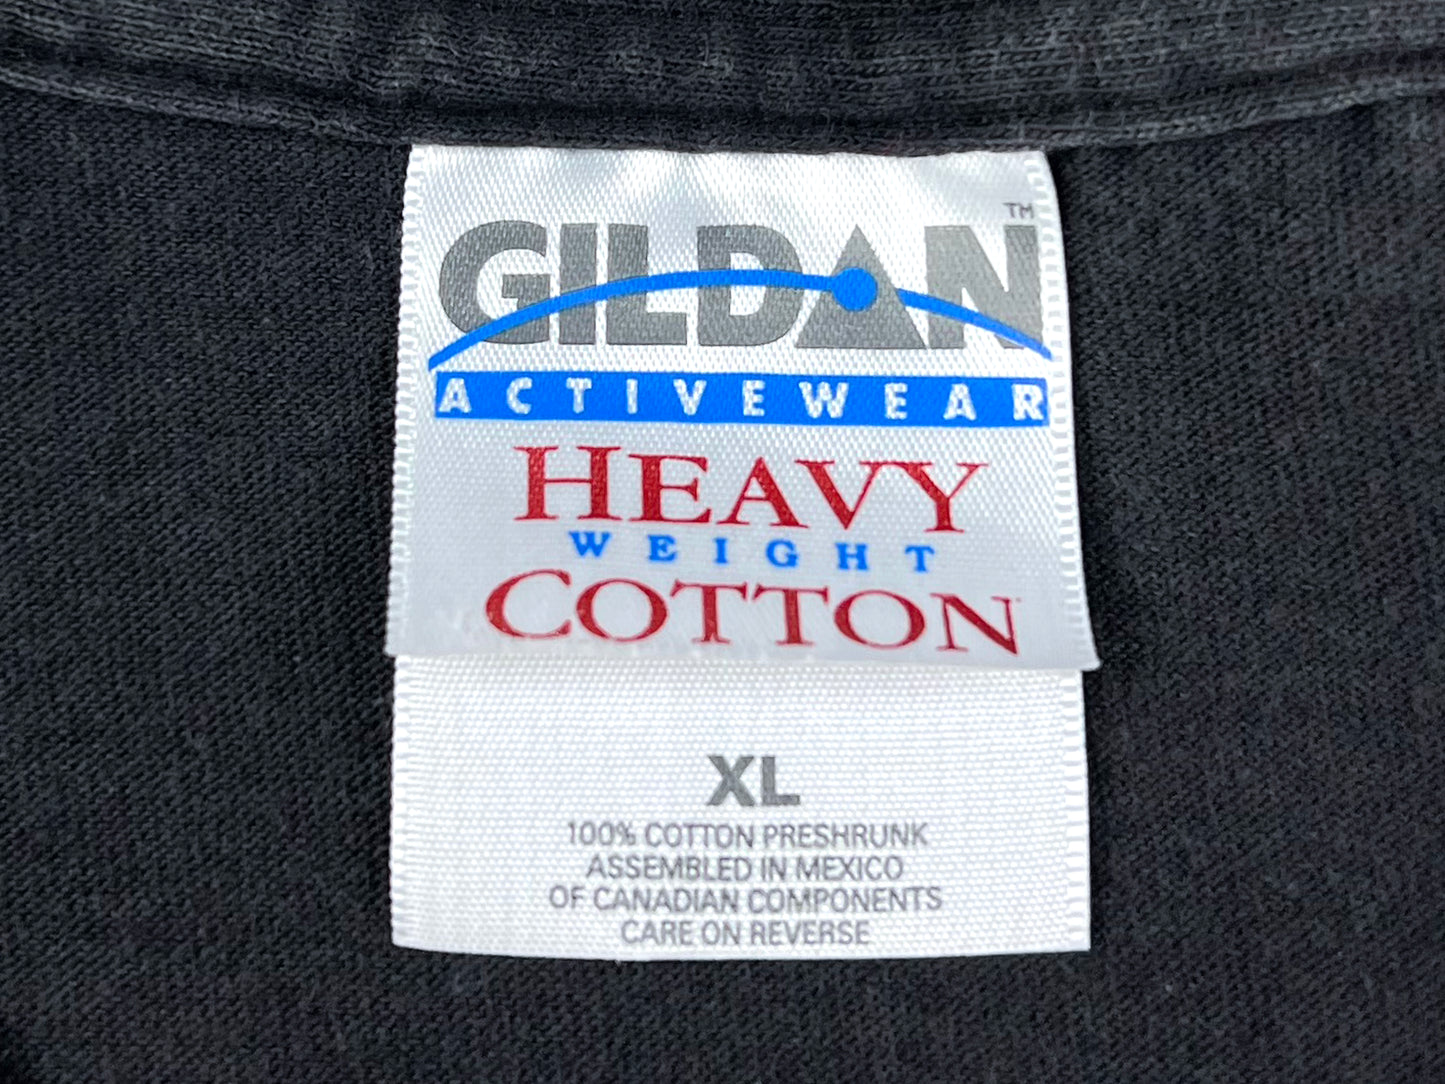 GILDAN™
ACTIVEWEAR
HEAVY
WEIGHT
COTTON
XL
100% COTTON PRESHRUNK
ASSEMBLED IN MEXICO
OF CANADIAN COMPONENTS
CARE ON REVERSE